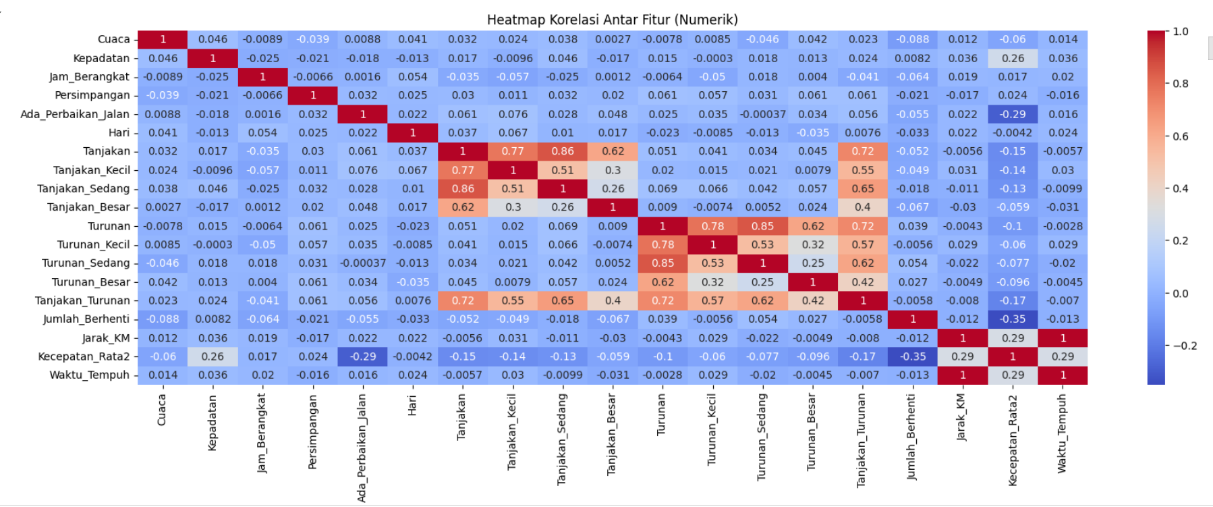 Heatmap Korelasi Antar Fitur (Numerik)
Cuaca 1 0.046 -0.0089 -0.039 0.0088 0.041 0.032 0.024 0.038 0.0027 -0.0078 0.0085 -0.046 0.042 0.023 -0.088 0.012 -0.06 0.014
Kepadatan 0.046 1 -0.025 -0.021 -0.018 -0.013 0.017 -0.0096 0.046 -0.017 0.015 -0.0003 0.018 0.013 0.024 0.0082 0.036 0.26 0.036
Jam_Berangkat -0.0089 -0.025 1 -0.0066 0.0016 0.054 -0.035 -0.057 -0.025 0.0012 -0.0064 -0.05 0.018 0.004 -0.041 -0.064 0.019 0.017 0.02
Persimpangan -0.039 -0.021 -0.0066 1 0.032 0.025 0.03 0.011 0.032 0.02 0.061 0.057 0.031 0.061 0.061 -0.021 -0.017 0.024 -0.016
Ada_Perbaikan_Jalan 0.0088 -0.018 0.0016 0.032 1 0.022 0.061 0.076 0.028 0.048 0.025 0.035 -0.00037 0.034 0.056 -0.055 0.022 -0.29 0.016
Hari 0.041 -0.013 0.054 0.025 0.022 1 0.037 0.067 0.01 0.017 -0.023 -0.0085 -0.013 -0.035 0.0076 -0.033 0.022 -0.0042 0.024
Tanjakan 0.032 0.017 -0.035 0.03 0.061 0.037 1 0.77 0.86 0.62 0.051 0.041 0.034 0.045 0.72 -0.052 -0.0056 -0.15 -0.0057
Tanjakan_Kecil 0.024 -0.0096 -0.057 0.011 0.076 0.067 0.77 1 0.51 0.3 0.02 0.015 0.021 0.0079 0.55 -0.049 0.031 -0.14 0.03
Tanjakan_Sedang 0.038 0.046 -0.025 0.032 0.028 0.01 0.86 0.51 1 0.26 0.069 0.066 0.042 0.057 0.65 -0.018 -0.011 -0.13 -0.0099
Tanjakan_Besar 0.0027 -0.017 0.0012 0.02 0.048 0.017 0.62 0.3 0.26 1 0.009 -0.0074 0.0052 0.024 0.4 -0.067 -0.03 -0.059 -0.031
Turunan -0.0078 0.015 -0.0064 0.061 0.025 -0.023 0.051 0.02 0.069 0.009 1 0.78 0.85 0.62 0.72 0.039 -0.0043 -0.1 -0.0028
Turunan_Kecil 0.0085 -0.0003 -0.05 0.057 0.035 -0.0085 0.041 0.015 0.066 -0.0074 0.78 1 0.53 0.32 0.57 -0.0056 0.029 -0.06 0.029
Turunan_Sedang -0.046 0.018 0.018 0.031 -0.00037 -0.013 0.034 0.021 0.042 0.0052 0.85 0.53 1 0.25 0.62 0.054 -0.022 -0.077 -0.02
Turunan_Besar 0.042 0.013 0.004 0.061 0.034 -0.035 0.045 0.0079 0.057 0.024 0.62 0.32 0.25 1 0.42 0.027 -0.0049 -0.096 -0.0045
Tanjakan_Turunan 0.023 0.024 -0.041 0.061 0.056 0.0076 0.72 0.55 0.65 0.4 0.72 0.57 0.62 0.42 1 -0.0058 -0.008 -0.17 -0.007
Jumlah_Berhenti -0.088 0.0082 -0.064 -0.021 -0.055 -0.033 -0.052 -0.049 -0.018 -0.067 0.039 -0.0056 0.054 0.027 -0.0058 1 -0.012 -0.35 -0.013
Jarak_KM 0.012 0.036 0.019 -0.017 0.022 0.022 -0.0056 0.031 -0.011 -0.03 -0.0043 0.029 -0.022 -0.0049 -0.008 -0.012 1 0.29 1
Kecepatan_Rata2 -0.06 0.26 0.017 0.024 -0.29 -0.0042 -0.15 -0.14 -0.13 -0.059 -0.1 -0.06 -0.077 -0.096 -0.17 -0.35 0.29 1 0.29
Waktu_Tempuh 0.014 0.036 0.02 -0.016 0.016 0.024 -0.0057 0.03 -0.0099 -0.031 -0.0028 0.029 -0.02 -0.0045 -0.007 -0.013 1 0.29 1
Cuaca
Kepadatan
Jam_Berangkat
Persimpangan
Ada_Perbaikan_Jalan
Hari
Tanjakan
Tanjakan_Kecil
Tanjakan_Sedang
Tanjakan_Besar
Turunan
Turunan_Kecil
Turunan_Sedang
Turunan_Besar
Tanjakan_Turunan
Jumlah_Berhenti
Jarak_KM
Kecepatan_Rata2
Waktu_Tempuh
1.0
0.8
0.6
0.4
0.2
0.0
-0.2